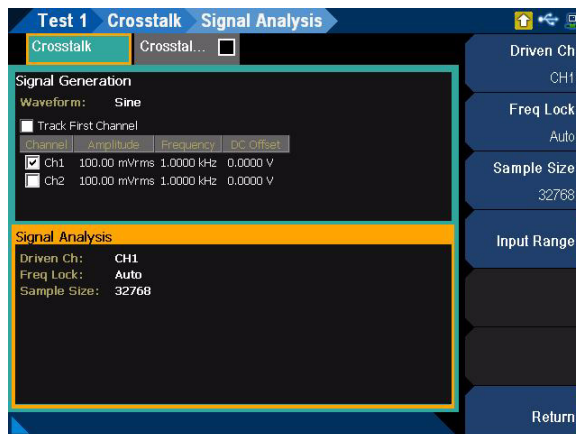 Test 1 Crosstalk Signal Analysis
Crosstalk Crosstal...
Signal Generation
Waveform: Sine
Track First Channel
Channel Amplitude Frequency DC Offset
Ch1 100.00 mVrms 1.0000 kHz 0.0000 V
Ch2 100.00 mVrms 1.0000 kHz 0.0000 V
Signal Analysis
Driven Ch: CH1
Freq Lock: Auto
Sample Size: 32768
Driven Ch
CH1
Freq Lock
Auto
Sample Size
32768
Input Range
Return